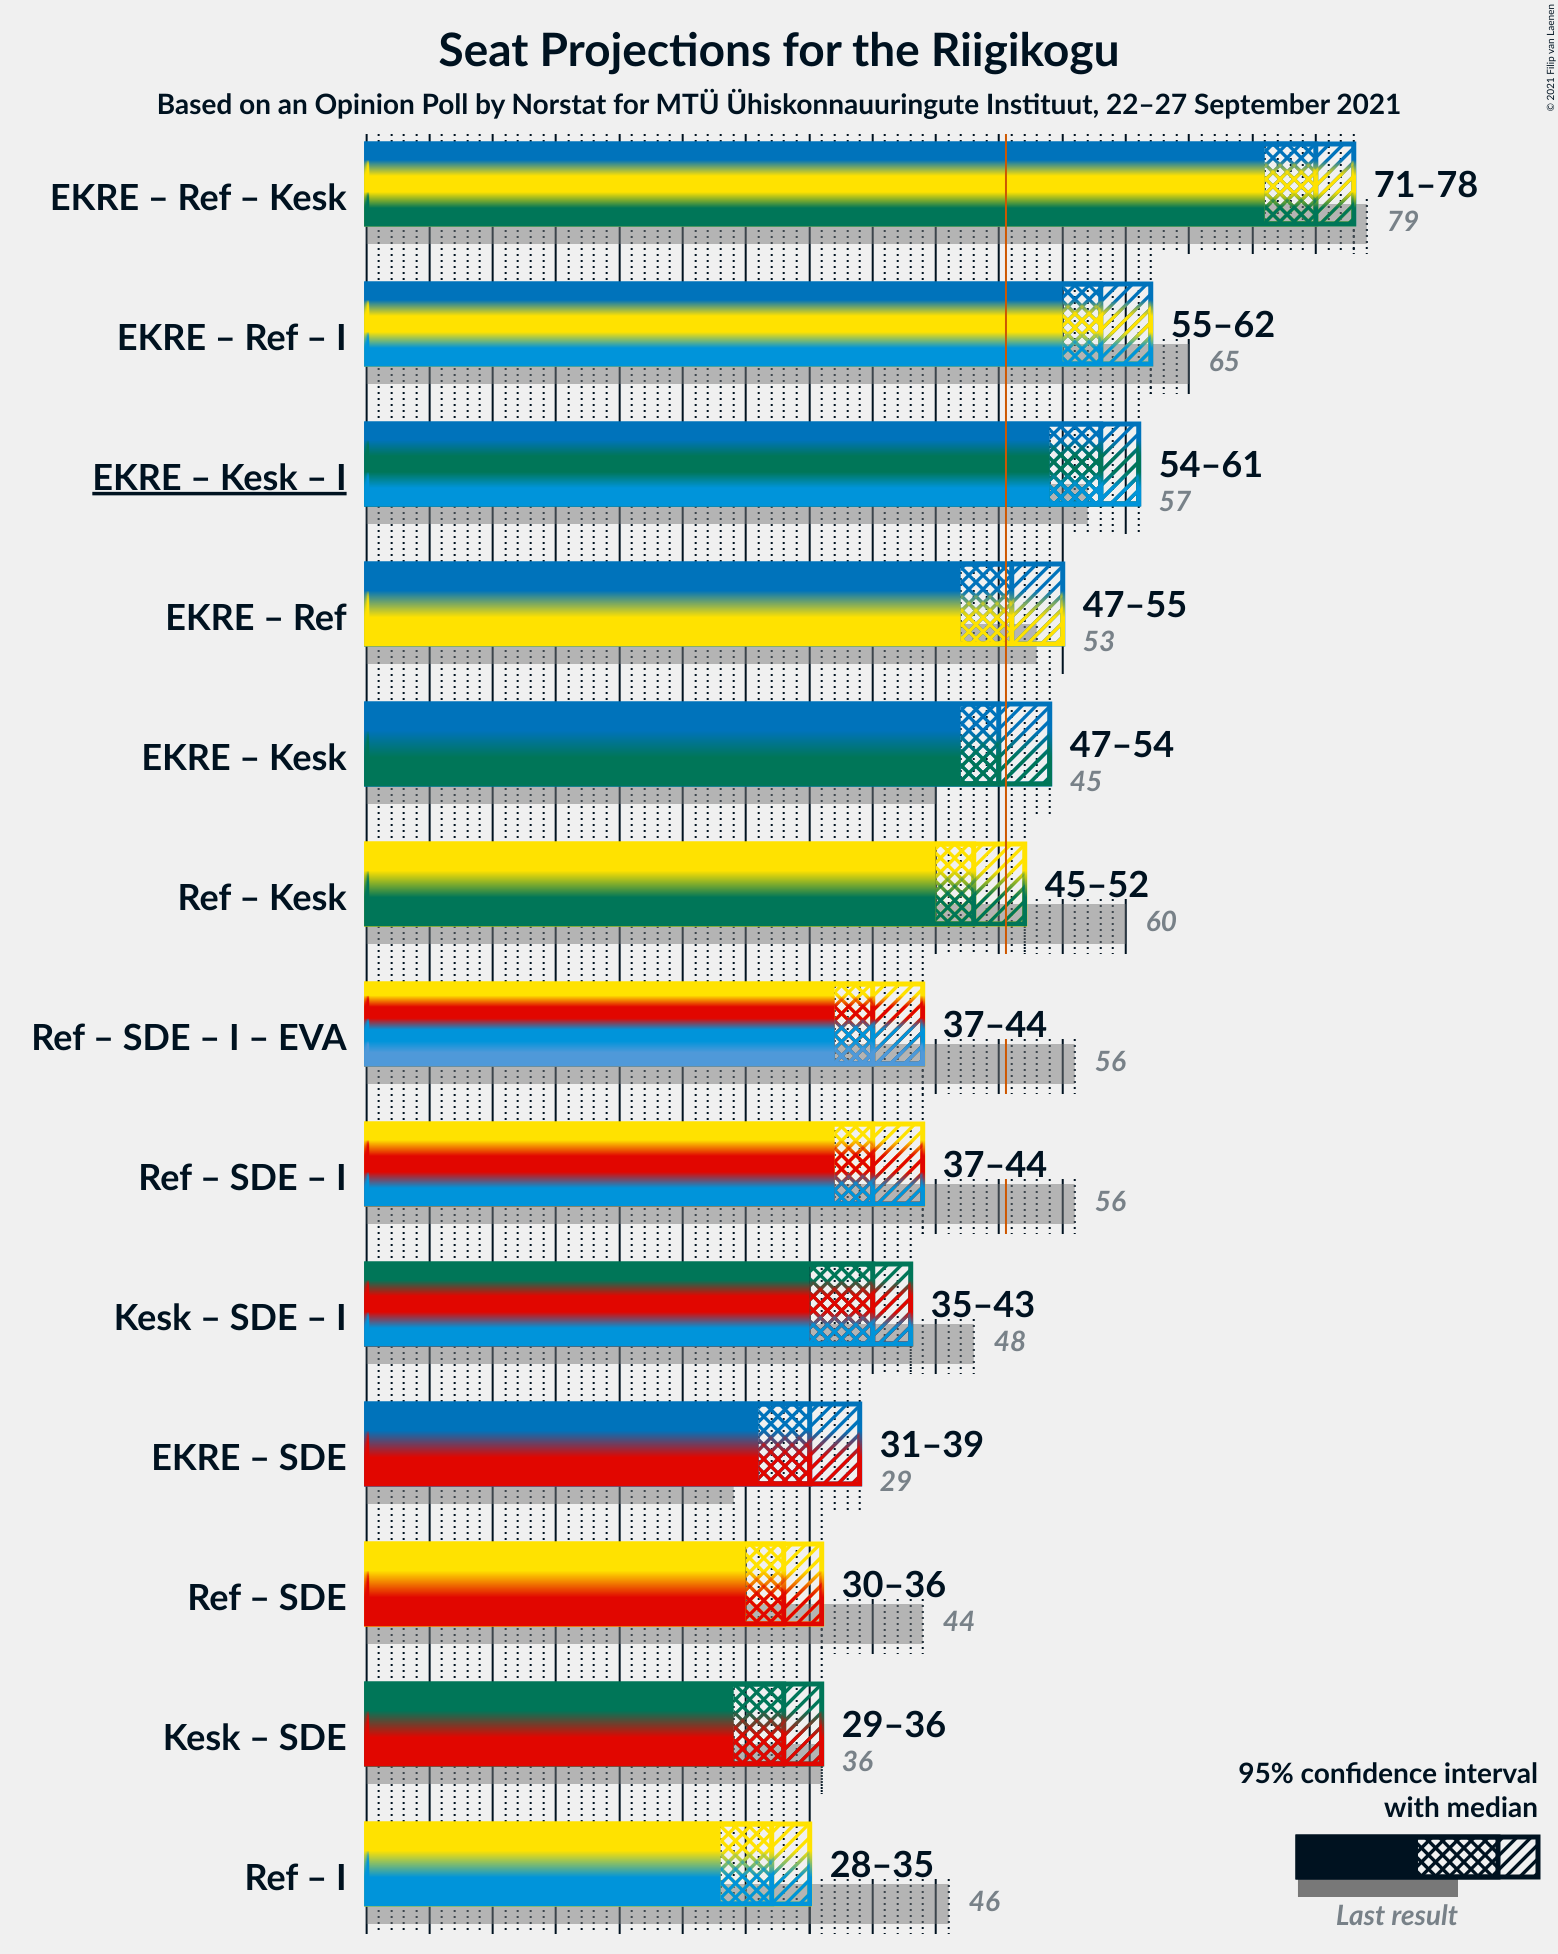 Seat Projections for the Riigikogu
Based on an Opinion Poll by Norstat for MTÜ Ühiskonnauuringute Instituut, 22–27 September 2021
© 2021 Filip van Laenen
EKRE – Ref – Kesk
71–78
79
EKRE – Ref – I
55–62
65
EKRE – Kesk – I
54–61
57
EKRE – Ref
47–55
53
EKRE – Kesk
47–54
45
Ref – Kesk
45–52
60
Ref – SDE – I – EVA
37–44
56
Ref – SDE – I
37–44
56
Kesk – SDE – I
35–43
48
EKRE – SDE
31–39
29
Ref – SDE
30–36
44
Kesk – SDE
29–36
36
Ref – I
28–35
46
95% confidence interval
with median
Last result